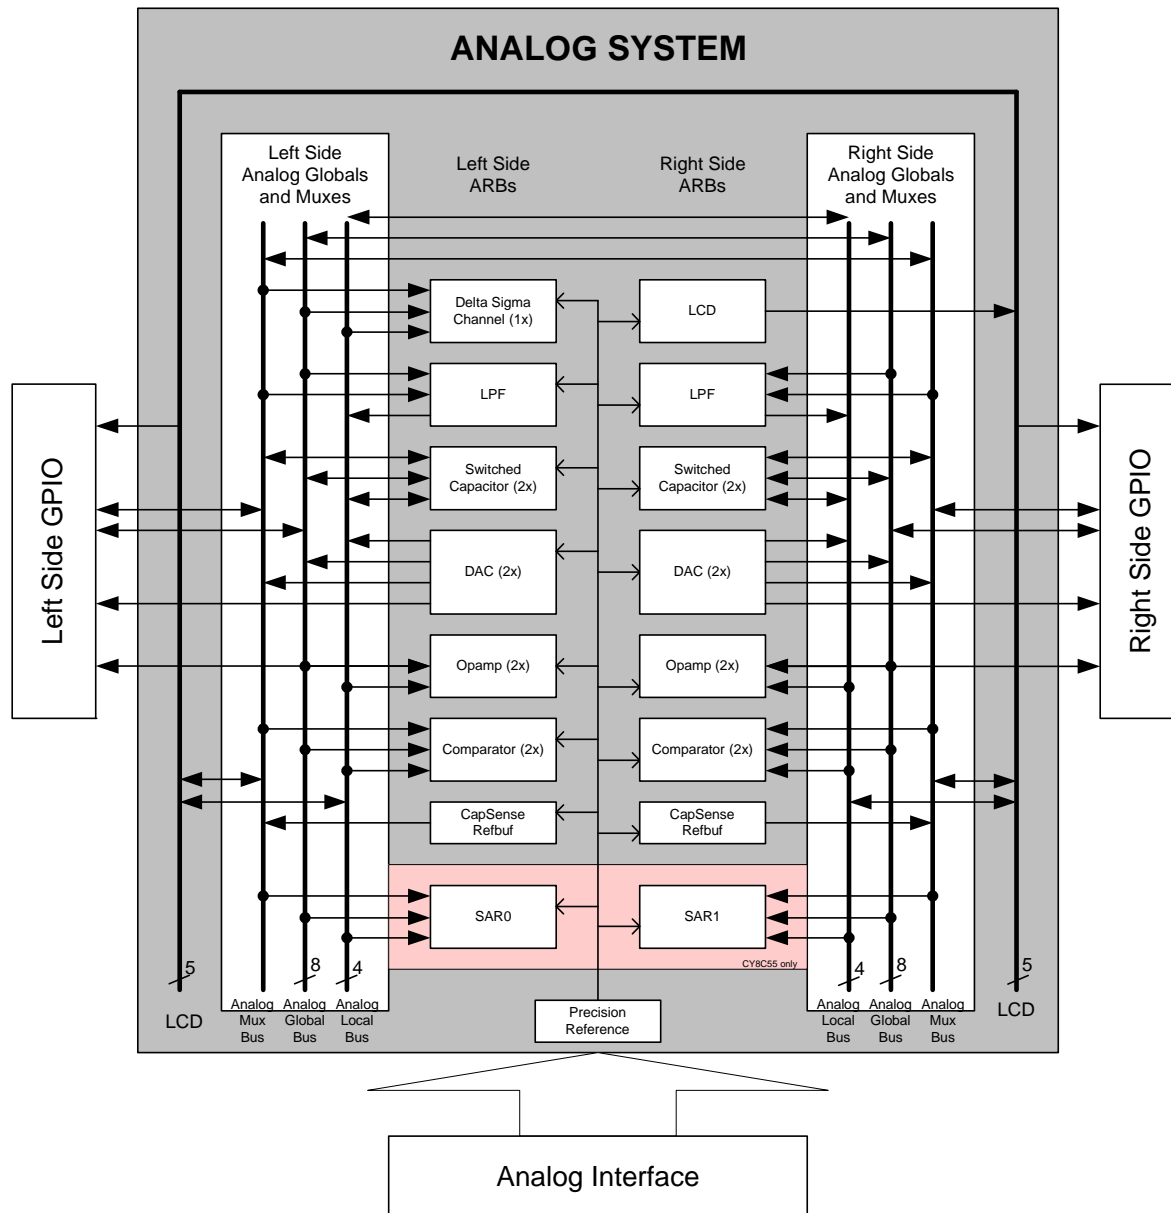 ANALOG SYSTEM
Left Side
Analog Globals
and Muxes
Left Side
ARBs
Right Side
ARBs
Right Side
Analog Globals
and Muxes
Delta Sigma
Channel (1x)
LCD
LPF
LPF
Switched
Capacitor (2x)
Switched
Capacitor (2x)
Left Side GPIO
Right Side GPIO
DAC (2x)
DAC (2x)
Opamp (2x)
Opamp (2x)
Comparator (2x)
Comparator (2x)
CapSense
Refbuf
CapSense
Refbuf
SAR0
SAR1
CY8C55 only
5
8
4
4
8
5
LCD
Analog
Mux
Bus
Analog
Global
Bus
Analog
Local
Bus
Precision
Reference
Analog
Local
Bus
Analog
Global
Bus
Analog
Mux
Bus
LCD
Analog Interface